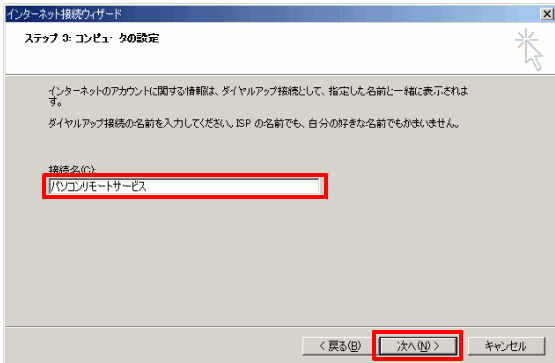 インターネット接続ウィザード
ステップ 3: コンピュータの設定
インターネットのアカウントに関する情報は、ダイヤルアップ接続として、指定した名前と一緒に表示されま
す。
ダイヤルアップ接続の名前を入力してください。ISP の名前でも、自分の好きな名前でもかまいません。
接続名(C):
パソコンリモートサービス
< 戻る(B)
次へ(N) >
キャンセル